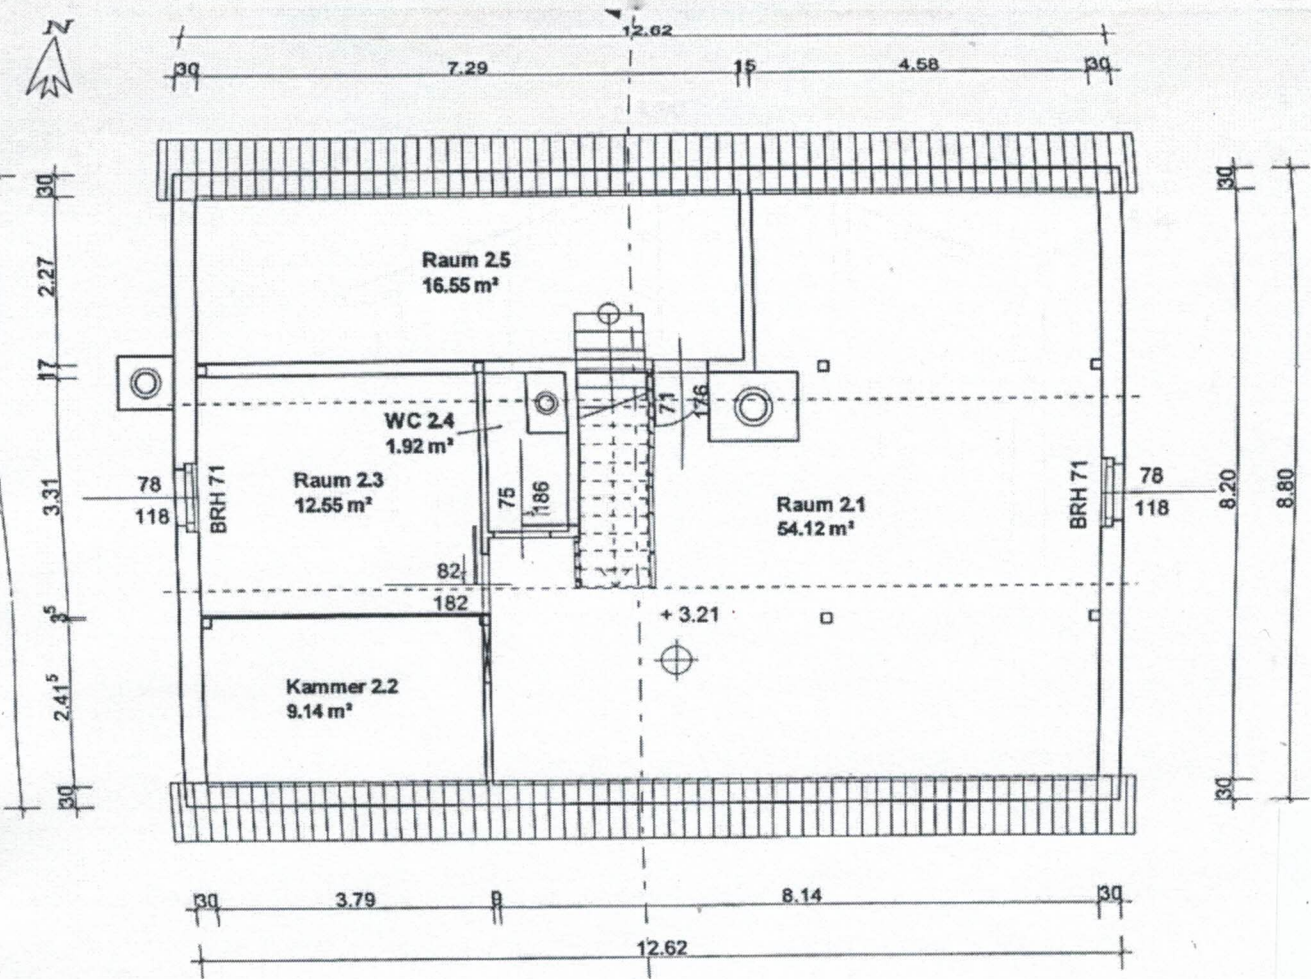 N
12.62
30
7.29
15
4.58
30
30
2.27
17
3.31
3⁵
2.41⁵
30
30
8.20
8.80
30
Raum 2.5
16.55 m²
WC 2.4
1.92 m²
71
176
Raum 2.3
12.55 m²
78
118
BRH 71
75
186
Raum 2.1
54.12 m²
BRH 71
78
118
82
182
+ 3.21
Kammer 2.2
9.14 m²
30
3.79
9
8.14
30
12.62